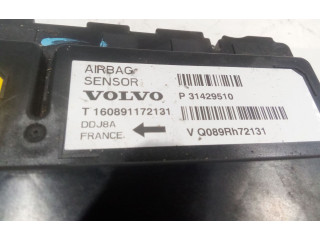 AIRBAG
SENSOR
VOLVO
P 31429510
T 160891172131
DDJ8A
FRANCE
V Q089Rh72131